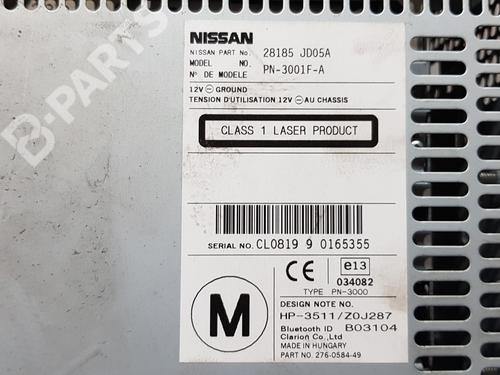 NISSAN
NISSAN PART No. 28185 JD05A
MODEL NO. PN-3001F-A
N° DE MODELE
12V ⊖ GROUND
TENSION D'UTILISATION 12V ⊖ AU CHASSIS
CLASS 1 LASER PRODUCT
SERIAL NO. CL0819 9 0165355
CE e13
034082
TYPE PN-3000
M
DESIGN NOTE NO.
HP-3511/Z0J287
Bluetooth ID B03104
Clarion Co.,Ltd
MADE IN HUNGARY
PART NO. 276-0584-49
B-PARTS